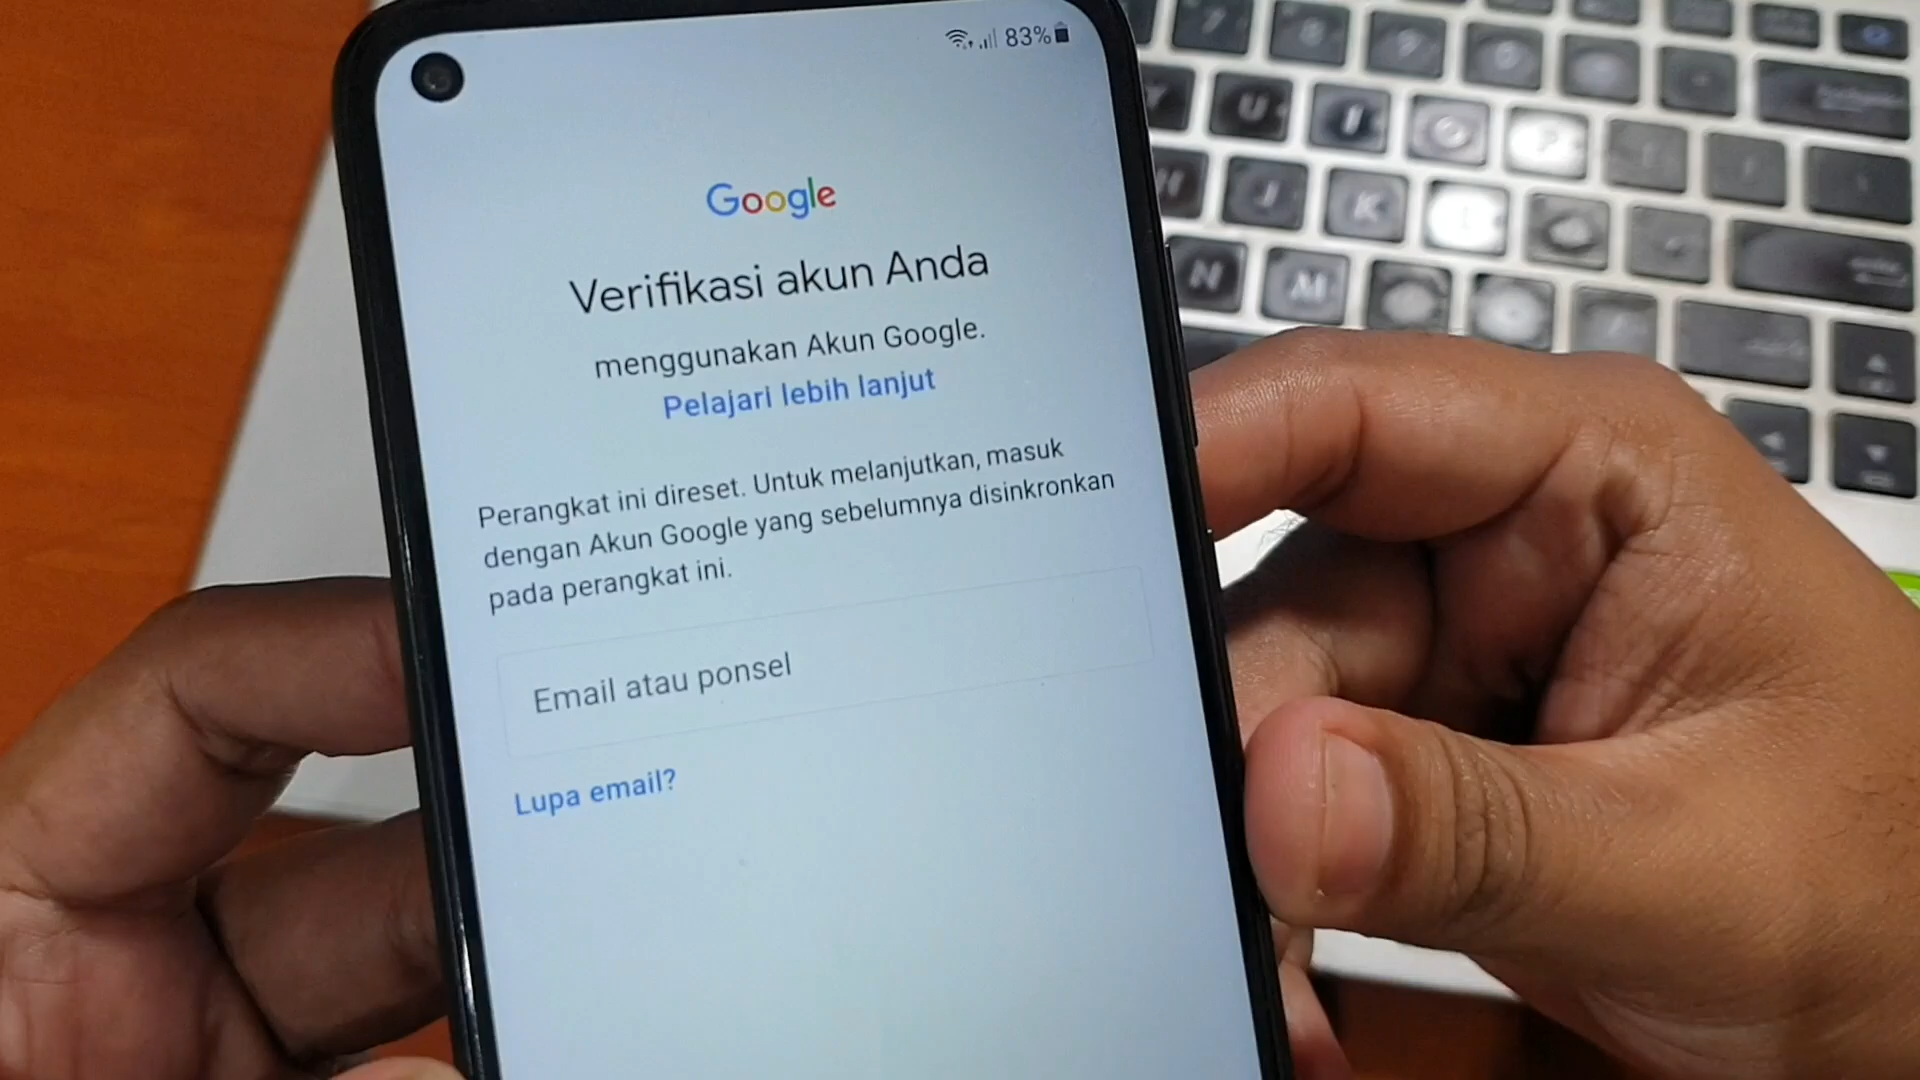 83%
Google
Verifikasi akun Anda
menggunakan Akun Google.
Pelajari lebih lanjut
Perangkat ini direset. Untuk melanjutkan, masuk
dengan Akun Google yang sebelumnya disinkronkan
pada perangkat ini.
Email atau ponsel
Lupa email?
U I O P
J K L
N M